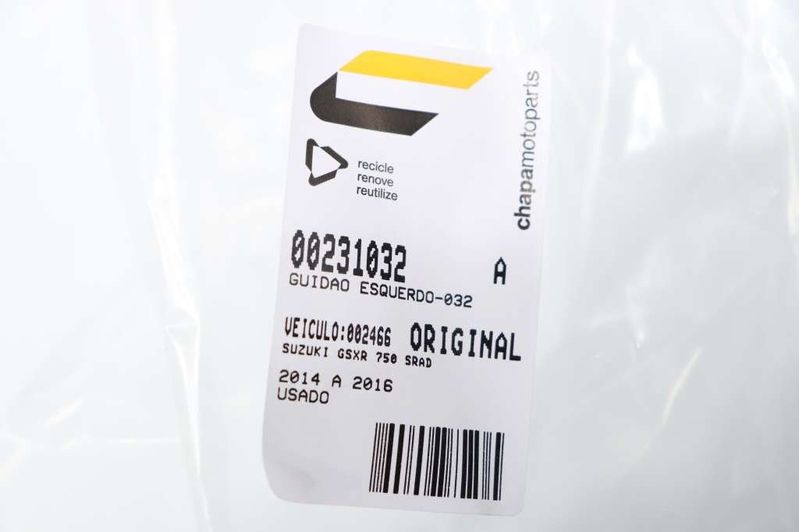 chapamotoparts
recicle
renove
reutilize
00231032 A
GUIDAO ESQUERDO-032
VEICULO:002466 ORIGINAL
SUZUKI GSXR 750 SRAD
2014 A 2016
USADO